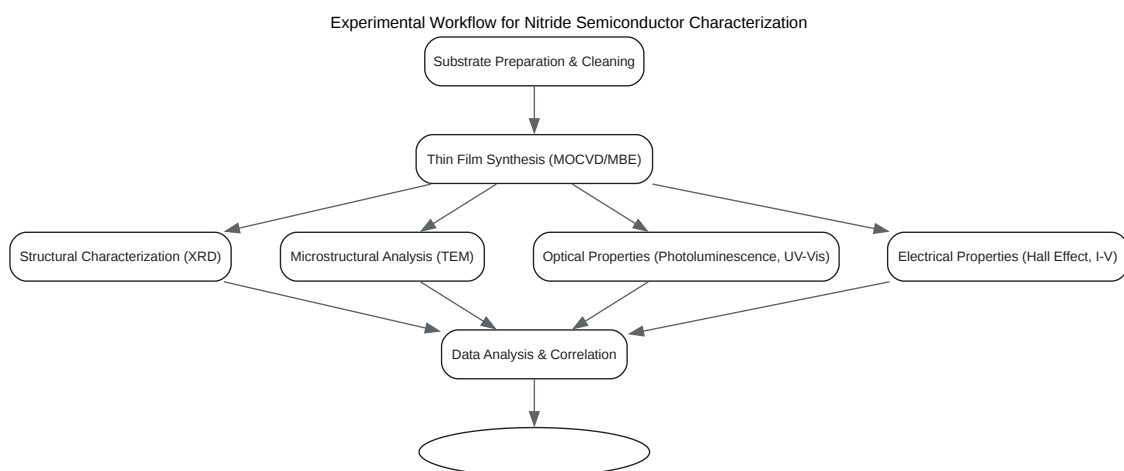 Experimental Workflow for Nitride Semiconductor Characterization
Substrate Preparation & Cleaning
Thin Film Synthesis (MOCVD/MBE)
Structural Characterization (XRD)
Microstructural Analysis (TEM)
Optical Properties (Photoluminescence, UV-Vis)
Electrical Properties (Hall Effect, I-V)
Data Analysis & Correlation